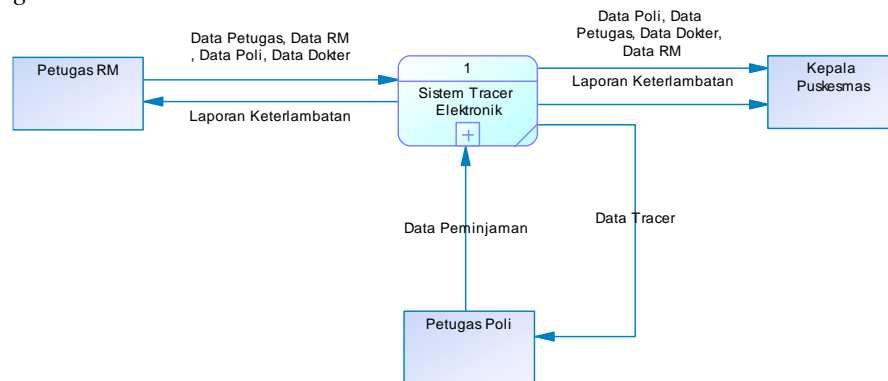 g
Data Petugas, Data RM
, Data Poli, Data Dokter
Petugas RM
Laporan Keterlambatan
1
Sistem Tracer
Elektronik
Data Poli, Data
Petugas, Data Dokter,
Data RM
Laporan Keterlambatan
Kepala
Puskesmas
Data Peminjaman
Data Tracer
Petugas Poli